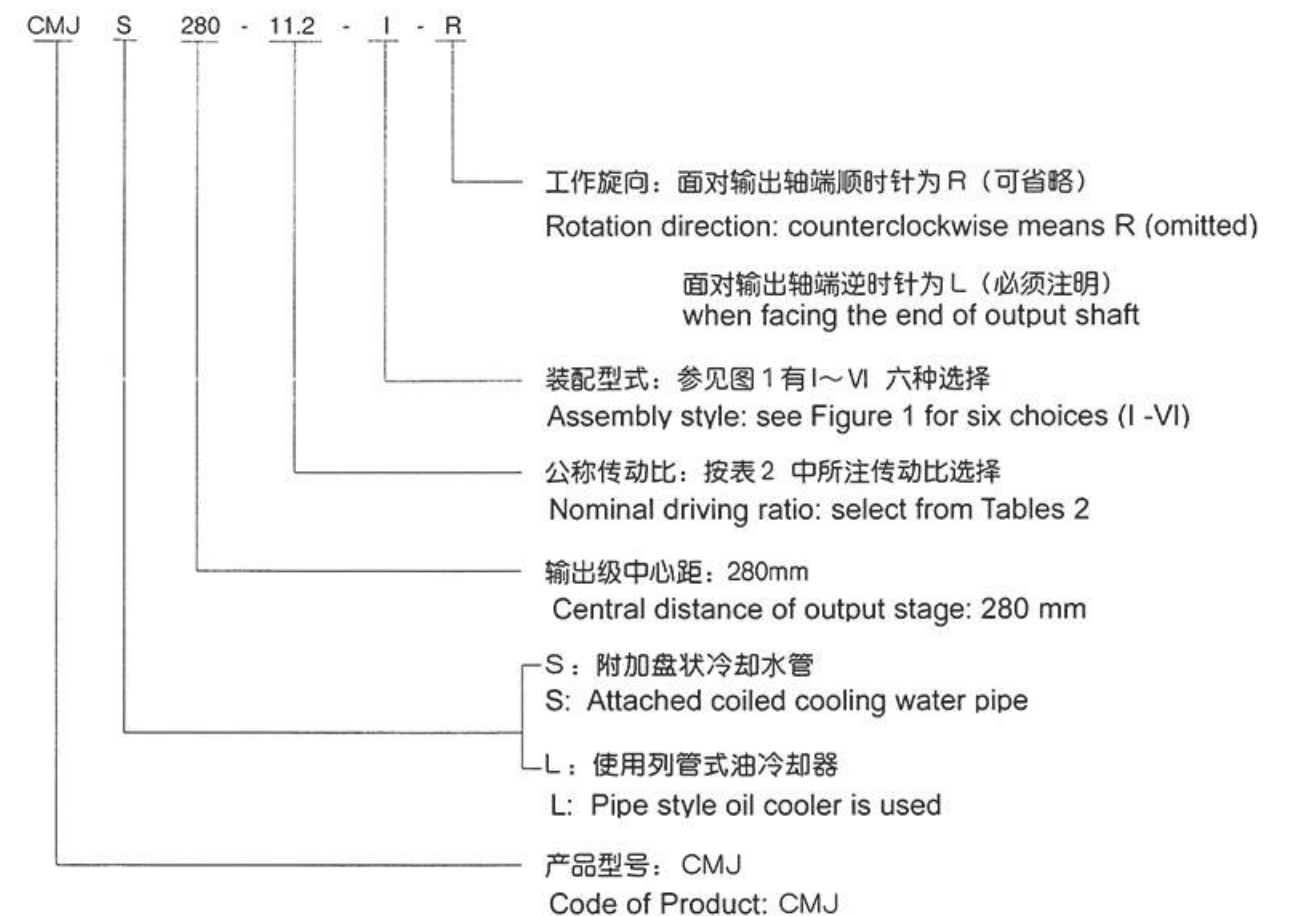 CMJ S 280 - 11.2 - I - R
工作旋向：面对输出轴端顺时针为R（可省略）
Rotation direction: counterclockwise means R (omitted)
面对输出轴端逆时针为L（必须注明）
when facing the end of output shaft
装配型式：参见图1有I～VI 六种选择
Assembly style: see Figure 1 for six choices (I -VI)
公称传动比：按表2 中所注传动比选择
Nominal driving ratio: select from Tables 2
输出级中心距：280mm
Central distance of output stage: 280 mm
S：附加盘状冷却水管
S: Attached coiled cooling water pipe
L：使用列管式油冷却器
L: Pipe style oil cooler is used
产品型号：CMJ
Code of Product: CMJ